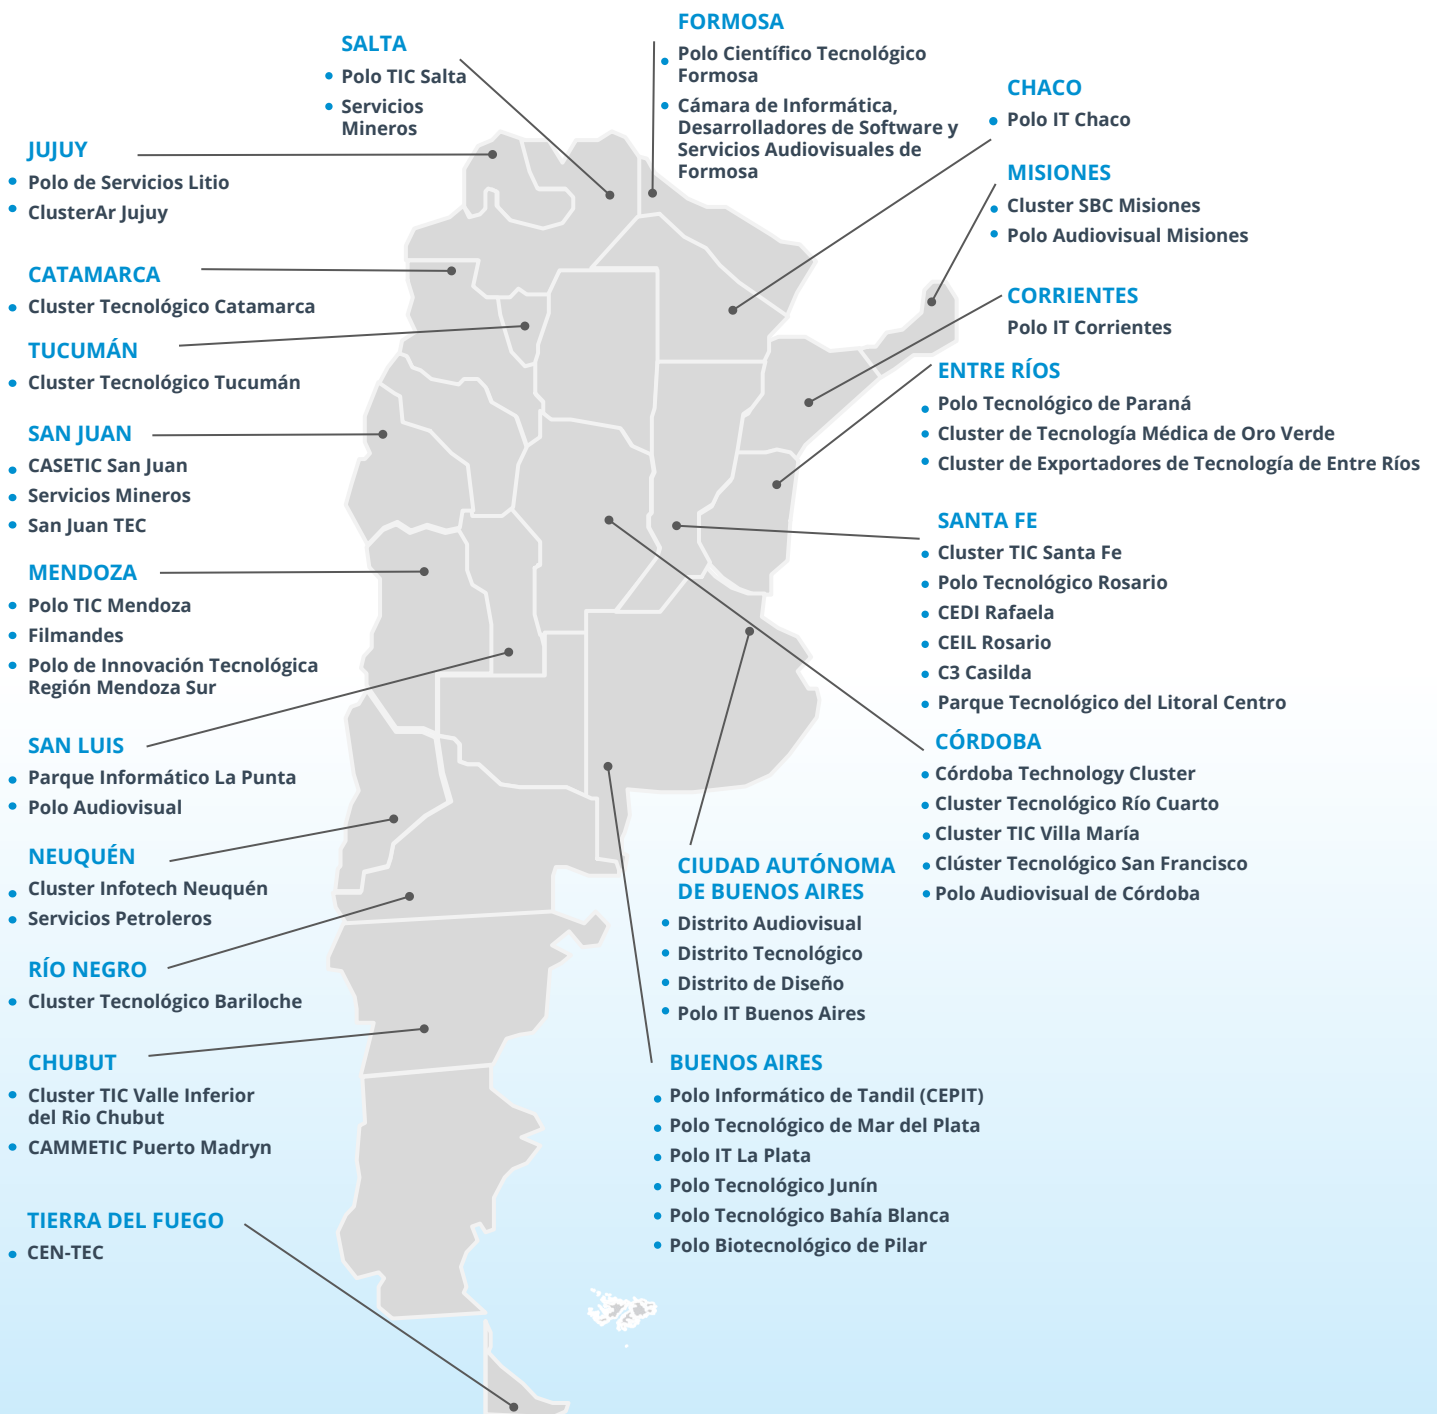 SALTA
Polo TIC Salta
Servicios
Mineros
FORMOSA
Polo Científico Tecnológico
Formosa
Cámara de Informática,
Desarrolladores de Software y
Servicios Audiovisuales de
Formosa
CHACO
Polo IT Chaco
MISIONES
Cluster SBC Misiones
Polo Audiovisual Misiones
CORRIENTES
Polo IT Corrientes
ENTRE RÍOS
Polo Tecnológico de Paraná
Cluster de Tecnología Médica de Oro Verde
Cluster de Exportadores de Tecnología de Entre Ríos
SANTA FE
Cluster TIC Santa Fe
Polo Tecnológico Rosario
CEDI Rafaela
CEIL Rosario
C3 Casilda
Parque Tecnológico del Litoral Centro
CÓRDOBA
Córdoba Technology Cluster
Cluster Tecnológico Río Cuarto
Cluster TIC Villa María
Clúster Tecnológico San Francisco
Polo Audiovisual de Córdoba
JUJUY
Polo de Servicios Litio
ClusterAr Jujuy
CATAMARCA
Cluster Tecnológico Catamarca
TUCUMÁN
Cluster Tecnológico Tucumán
SAN JUAN
CASETIC San Juan
Servicios Mineros
San Juan TEC
MENDOZA
Polo TIC Mendoza
Filmandes
Polo de Innovación Tecnológica
Región Mendoza Sur
SAN LUIS
Parque Informático La Punta
Polo Audiovisual
NEUQUÉN
Cluster Infotech Neuquén
Servicios Petroleros
RÍO NEGRO
Cluster Tecnológico Bariloche
CHUBUT
Cluster TIC Valle Inferior
del Rio Chubut
CAMMETIC Puerto Madryn
TIERRA DEL FUEGO
CEN-TEC
CIUDAD AUTÓNOMA
DE BUENOS AIRES
Distrito Audiovisual
Distrito Tecnológico
Distrito de Diseño
Polo IT Buenos Aires
BUENOS AIRES
Polo Informático de Tandil (CEPIT)
Polo Tecnológico de Mar del Plata
Polo IT La Plata
Polo Tecnológico Junín
Polo Tecnológico Bahía Blanca
Polo Biotecnológico de Pilar